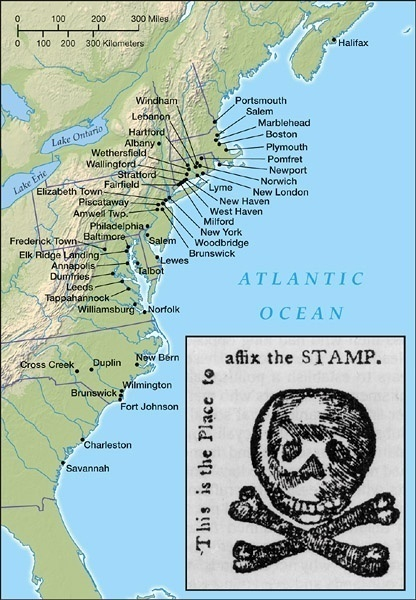 0 100 200 300 Miles
0 100 200 300 Kilometers
Halifax
Windham
Lebanon
Hartford
Albany
Wethersfield
Wallingford
Stratford
Fairfield
Elizabeth Town
Piscataway
Amwell Twp.
Philadelphia
Baltimore
Frederick Town
Elk Ridge Landing
Annapolis
Dumfries
Leeds
Tappahannock
Williamsburg
Portsmouth
Salem
Marblehead
Boston
Plymouth
Pomfret
Newport
Norwich
New London
Lyme
New Haven
West Haven
Milford
New York
Woodbridge
Brunswick
Salem
Lewes
Talbot
Norfolk
Lake Ontario
Lake Erie
ATLANTIC
OCEAN
Cross Creek
Duplin
New Bern
Wilmington
Brunswick
Fort Johnson
Charleston
Savannah
This is the Place to
affix the STAMP.